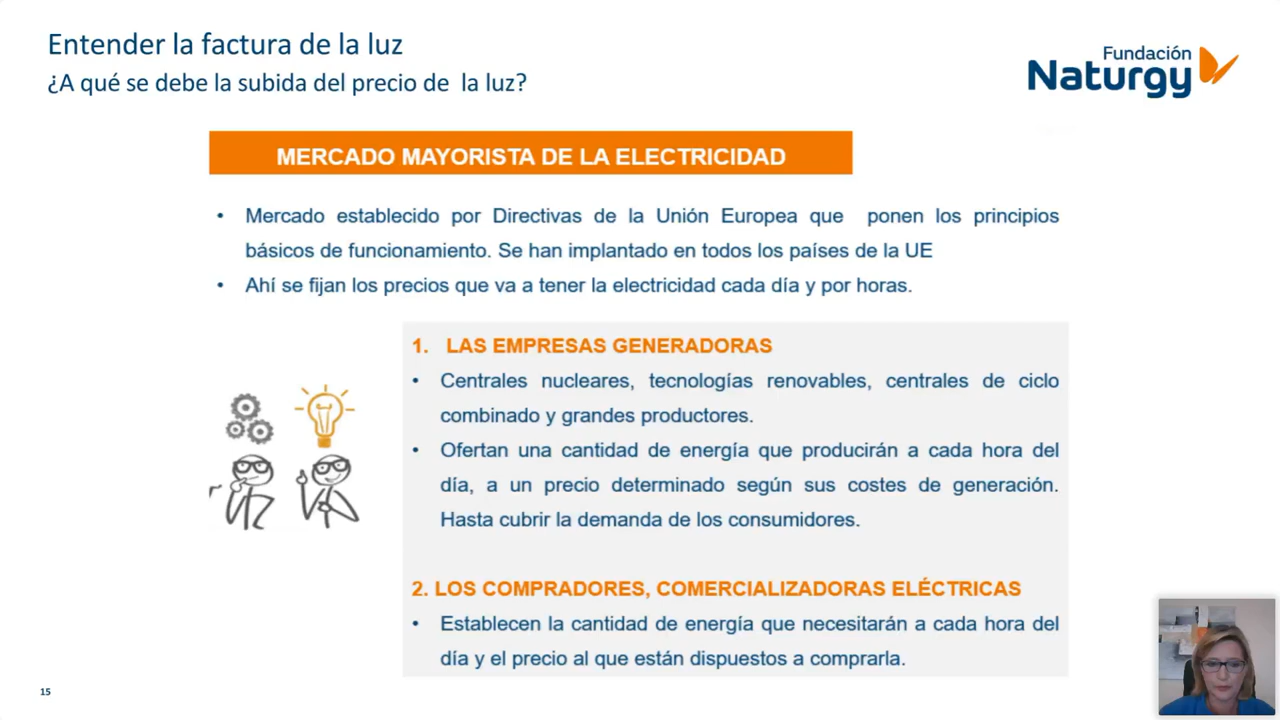 Entender la factura de la luz
¿A qué se debe la subida del precio de la luz?
Fundación
Naturgy
MERCADO MAYORISTA DE LA ELECTRICIDAD
• Mercado establecido por Directivas de la Unión Europea que ponen los principios
básicos de funcionamiento. Se han implantado en todos los países de la UE
• Ahí se fijan los precios que va a tener la electricidad cada día y por horas.
1. LAS EMPRESAS GENERADORAS
• Centrales nucleares, tecnologías renovables, centrales de ciclo
combinado y grandes productores.
• Ofertan una cantidad de energía que producirán a cada hora del
día, a un precio determinado según sus costes de generación.
Hasta cubrir la demanda de los consumidores.
2. LOS COMPRADORES, COMERCIALIZADORAS ELÉCTRICAS
• Establecen la cantidad de energía que necesitarán a cada hora del
día y el precio al que están dispuestos a comprarla.
15